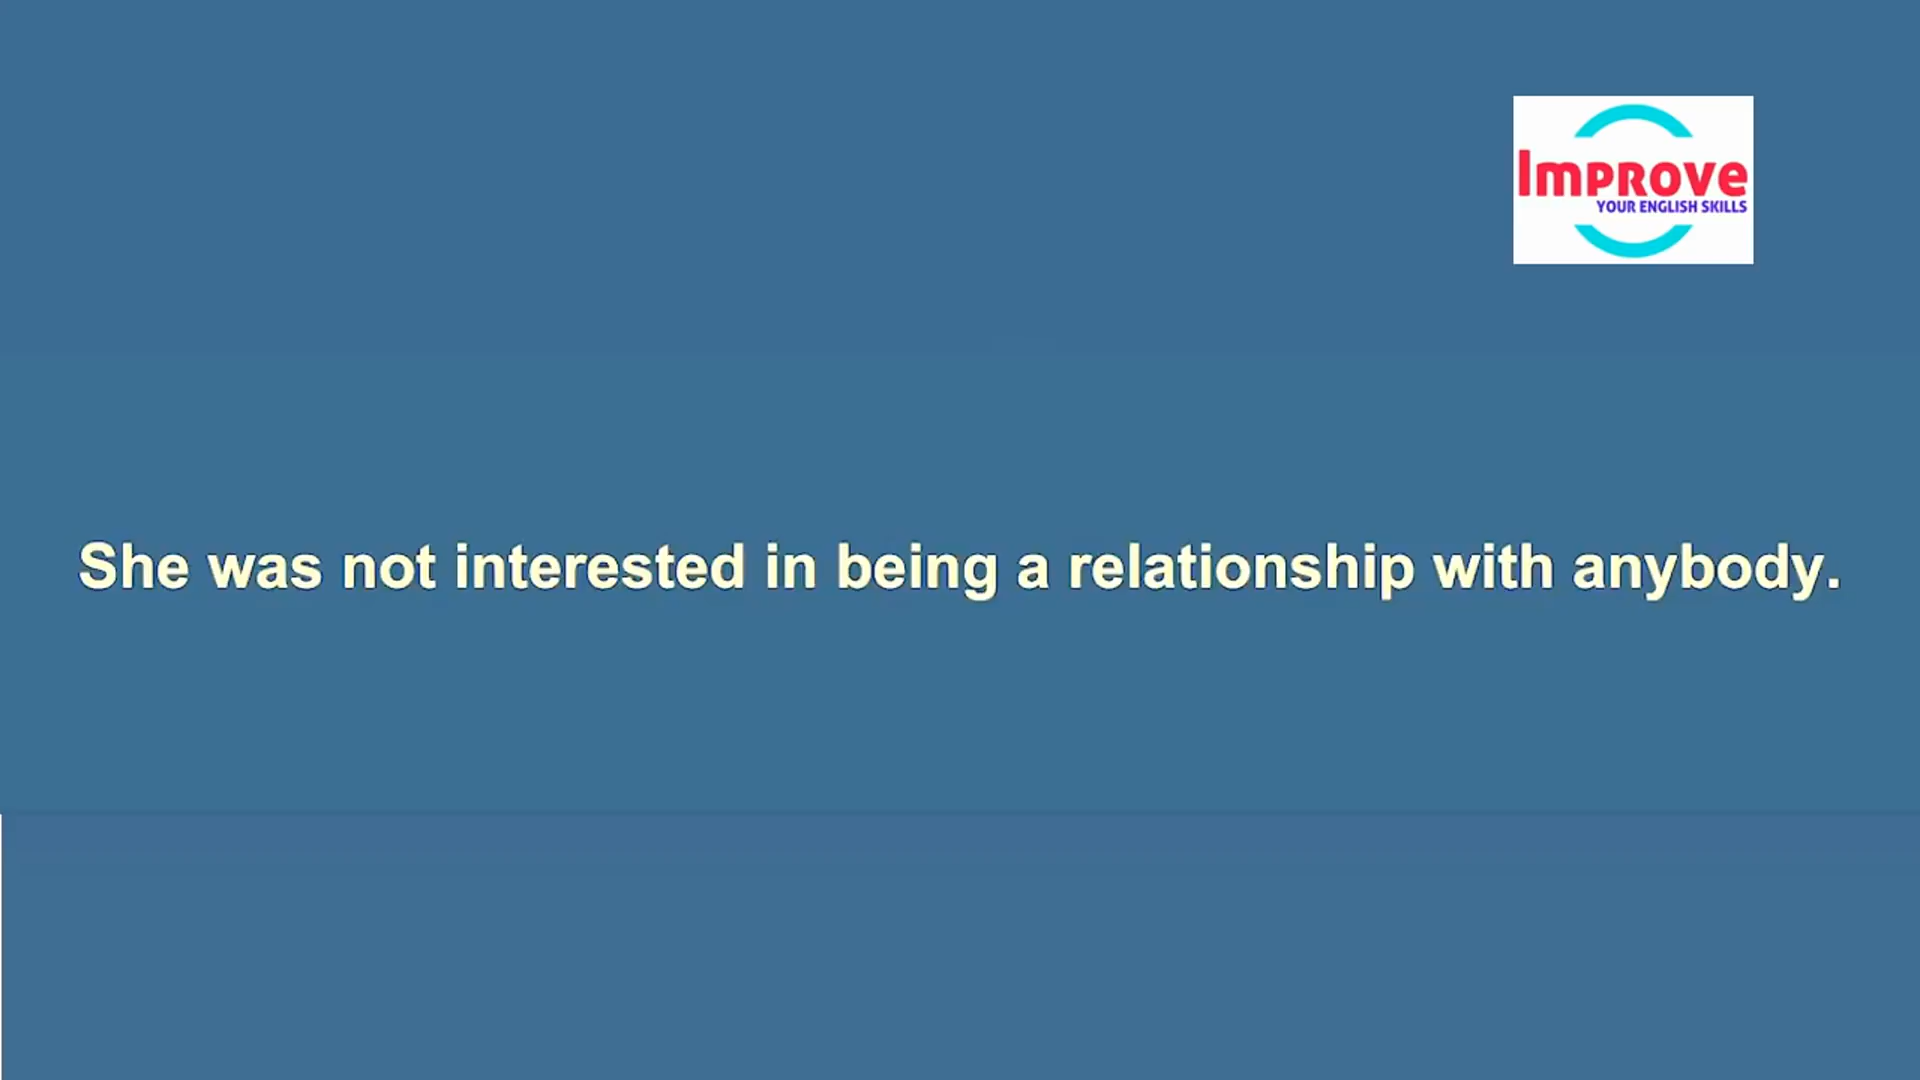 Improve
YOUR ENGLISH SKILLS
She was not interested in being a relationship with anybody.